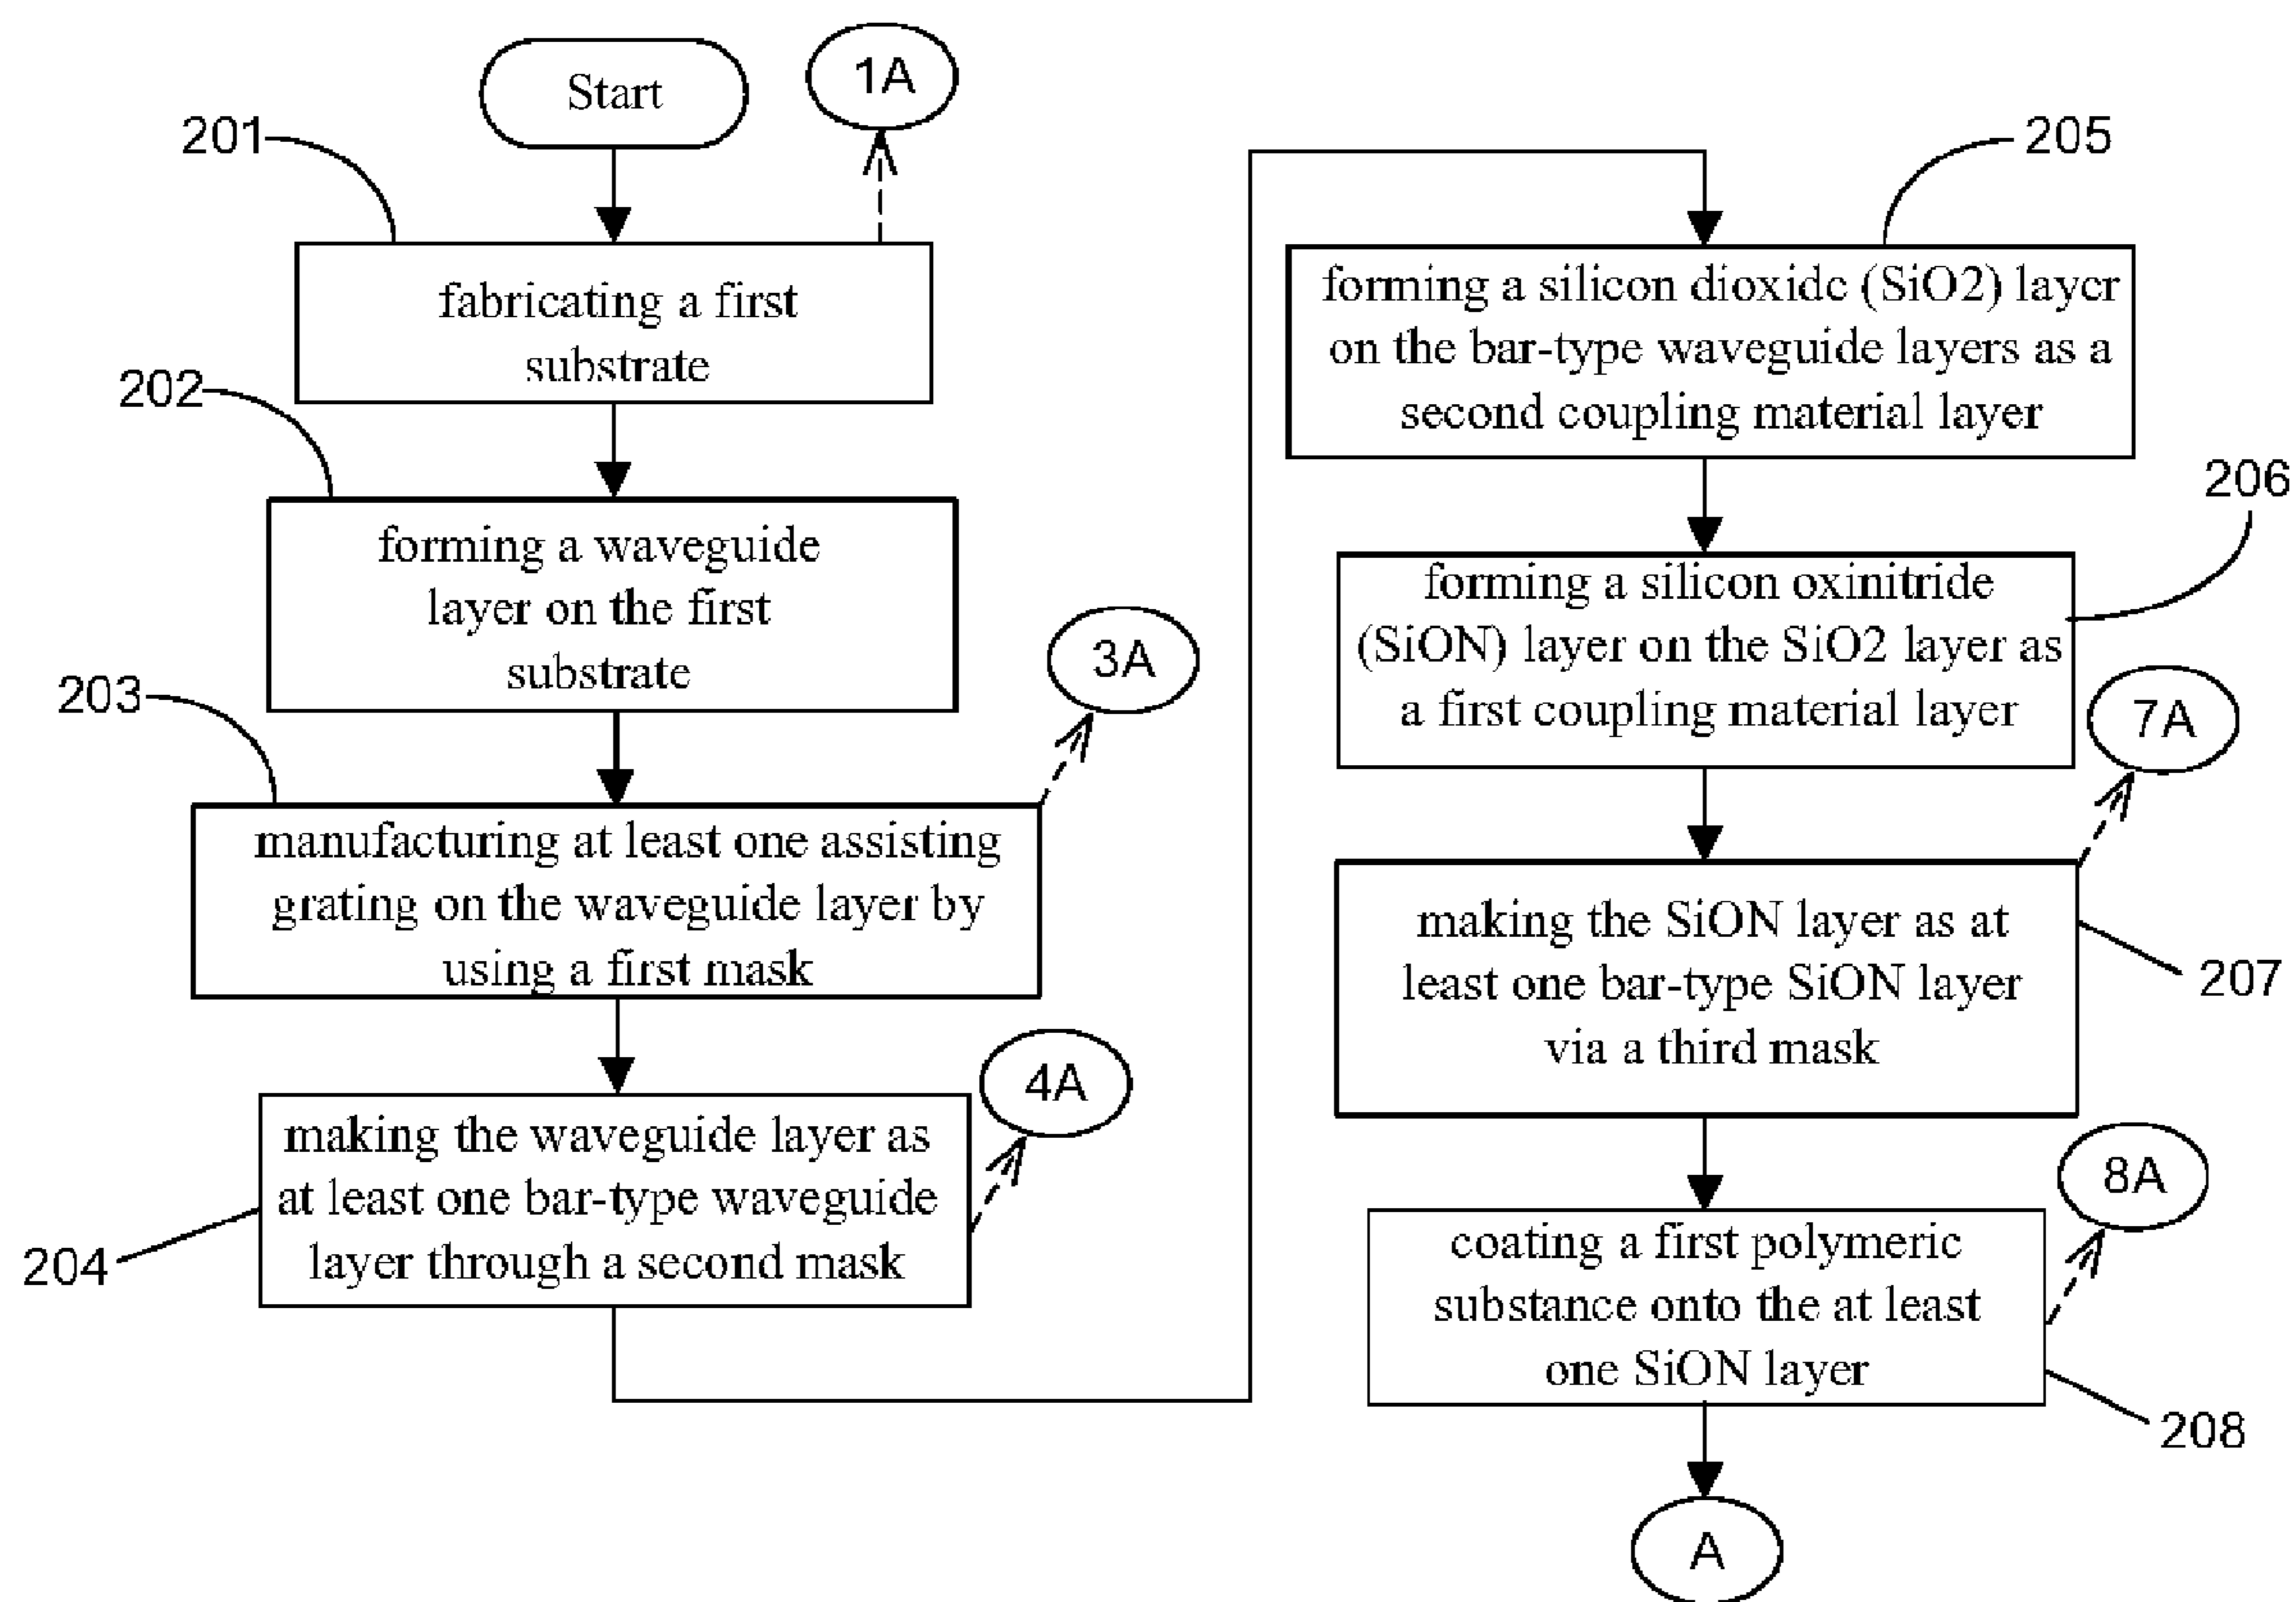 Start
1A
201
fabricating a first
substrate
202
forming a waveguide
layer on the first
substrate
3A
203
manufacturing at least one assisting
grating on the waveguide layer by
using a first mask
4A
making the waveguide layer as
at least one bar-type waveguide
layer through a second mask
204
205
forming a silicon dioxide (SiO2) layer
on the bar-type waveguide layers as a
second coupling material layer
206
forming a silicon oxinitride
(SiON) layer on the SiO2 layer as
a first coupling material layer
7A
making the SiON layer as at
least one bar-type SiON layer
via a third mask
207
8A
coating a first polymeric
substance onto the at least
one SiON layer
208
A